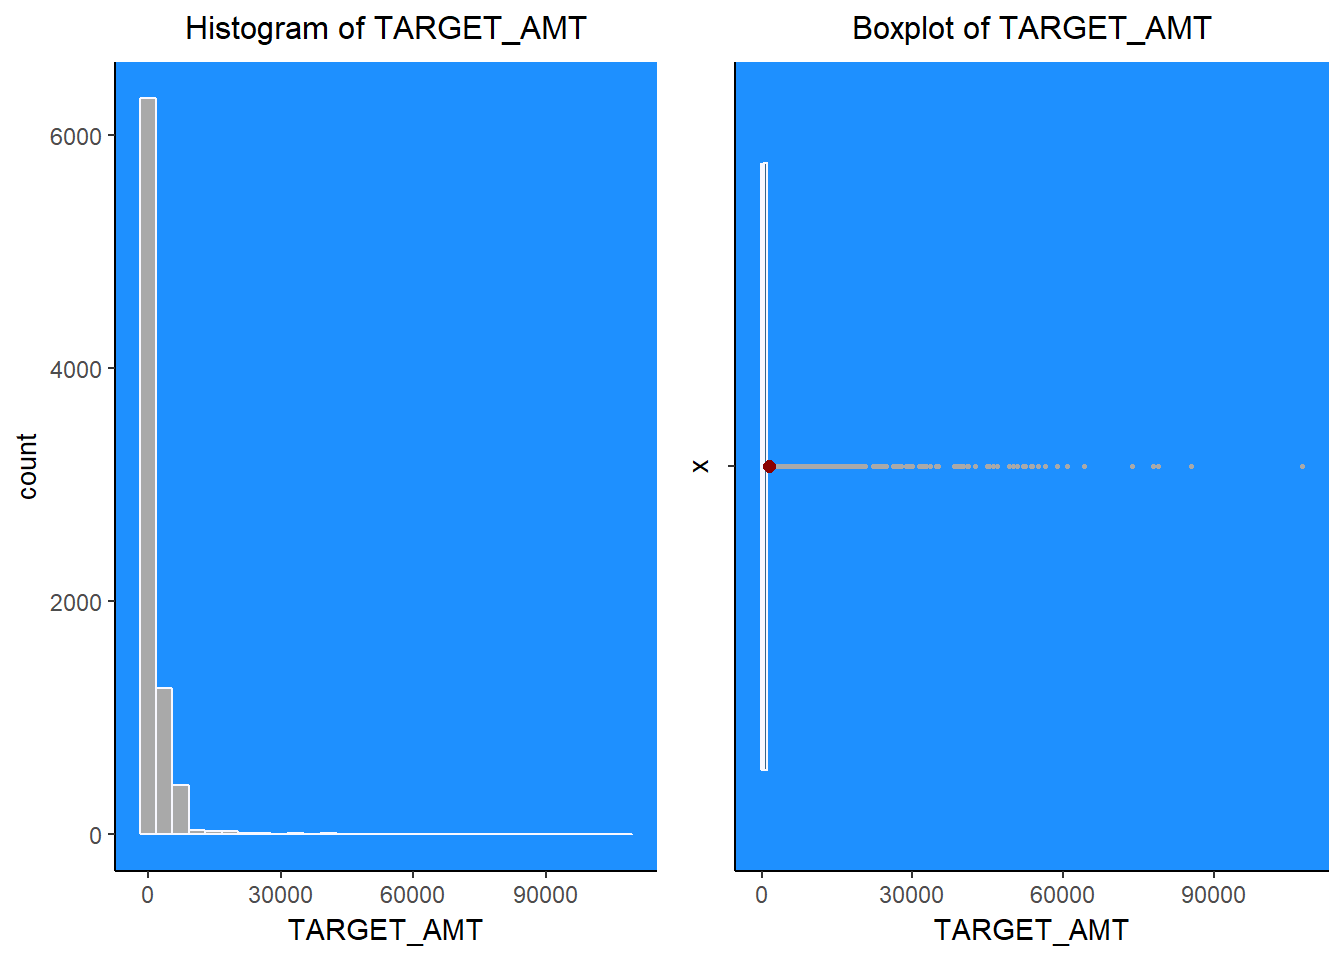 Histogram of TARGET_AMT
6000
4000
2000
0
count
0 30000 60000 90000
TARGET_AMT
Boxplot of TARGET_AMT
x
0 30000 60000 90000
TARGET_AMT